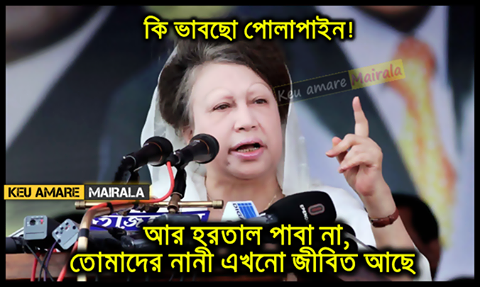 কি ভাবছো পোলাপাইন!
Keu amare Mairala
KEU AMARE MAIRALA
আর হরতাল পাবা না,
তোমাদের নানী এখনো জীবিত আছে